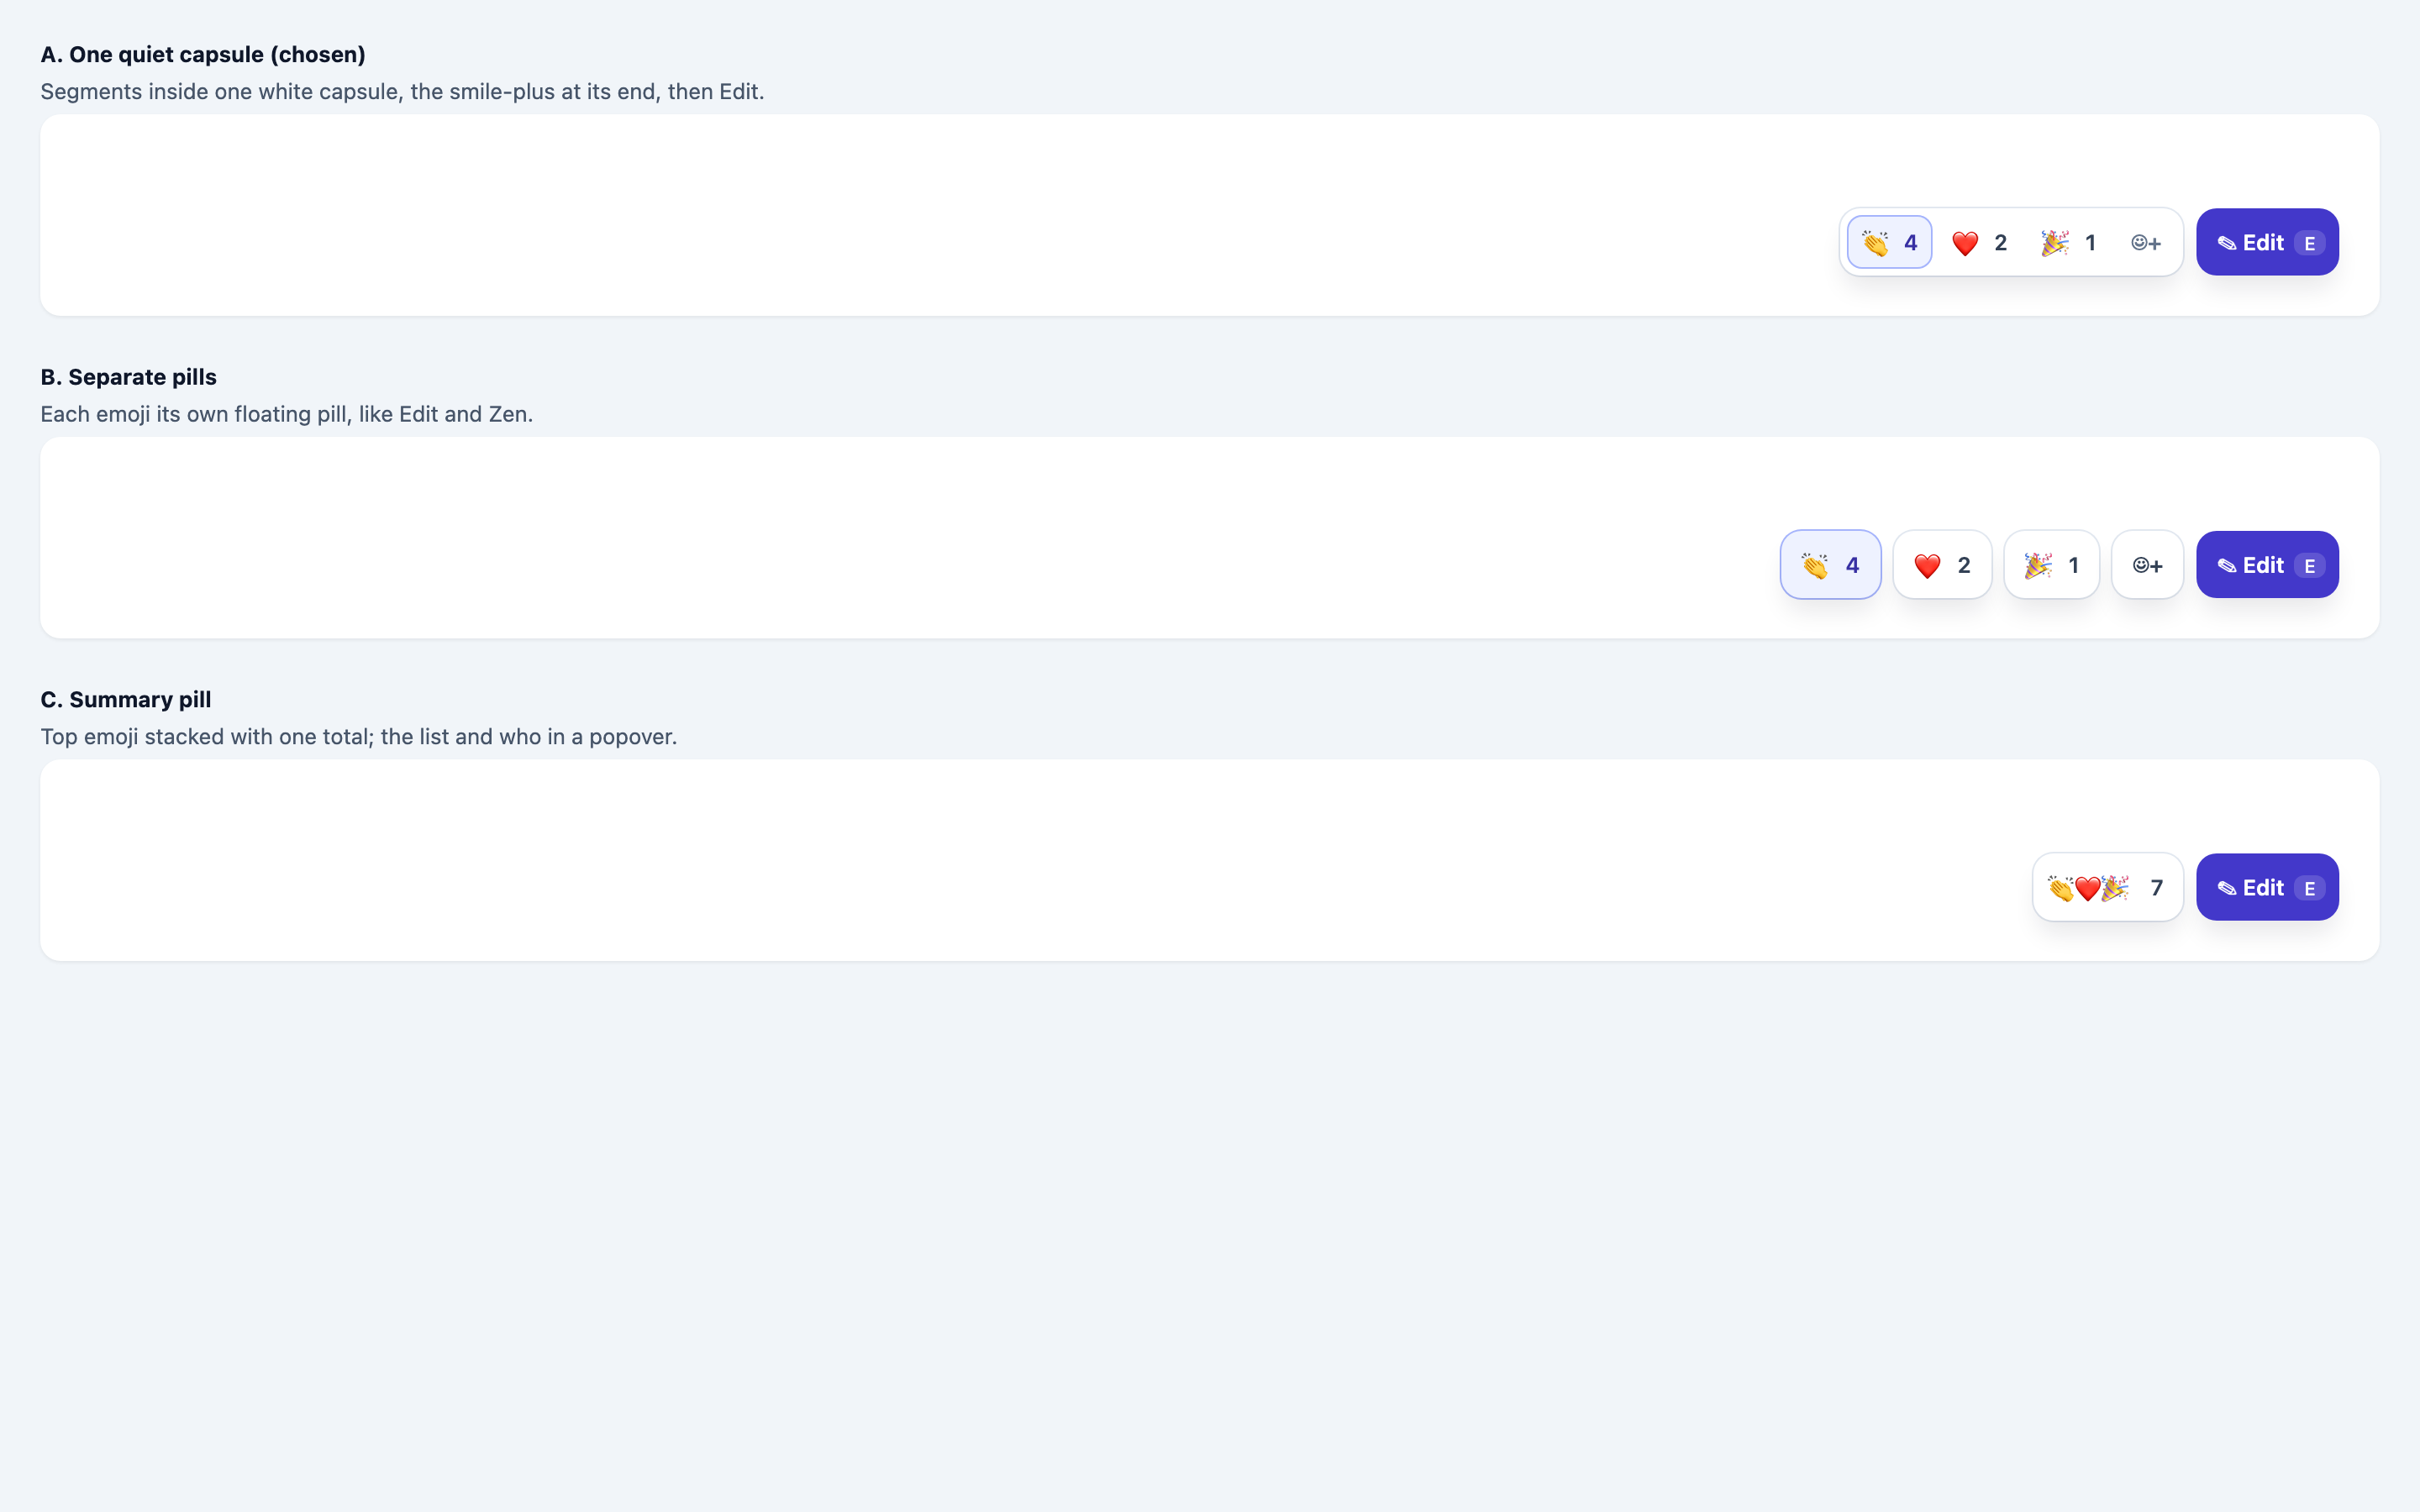 A. One quiet capsule (chosen)
Segments inside one white capsule, the smile-plus at its end, then Edit.
👏 4 ❤️ 2 🎉 1 ☺+ ✎ Edit E
B. Separate pills
Each emoji its own floating pill, like Edit and Zen.
👏 4 ❤️ 2 🎉 1 ☺+ ✎ Edit E
C. Summary pill
Top emoji stacked with one total; the list and who in a popover.
👏❤️🎉 7 ✎ Edit E